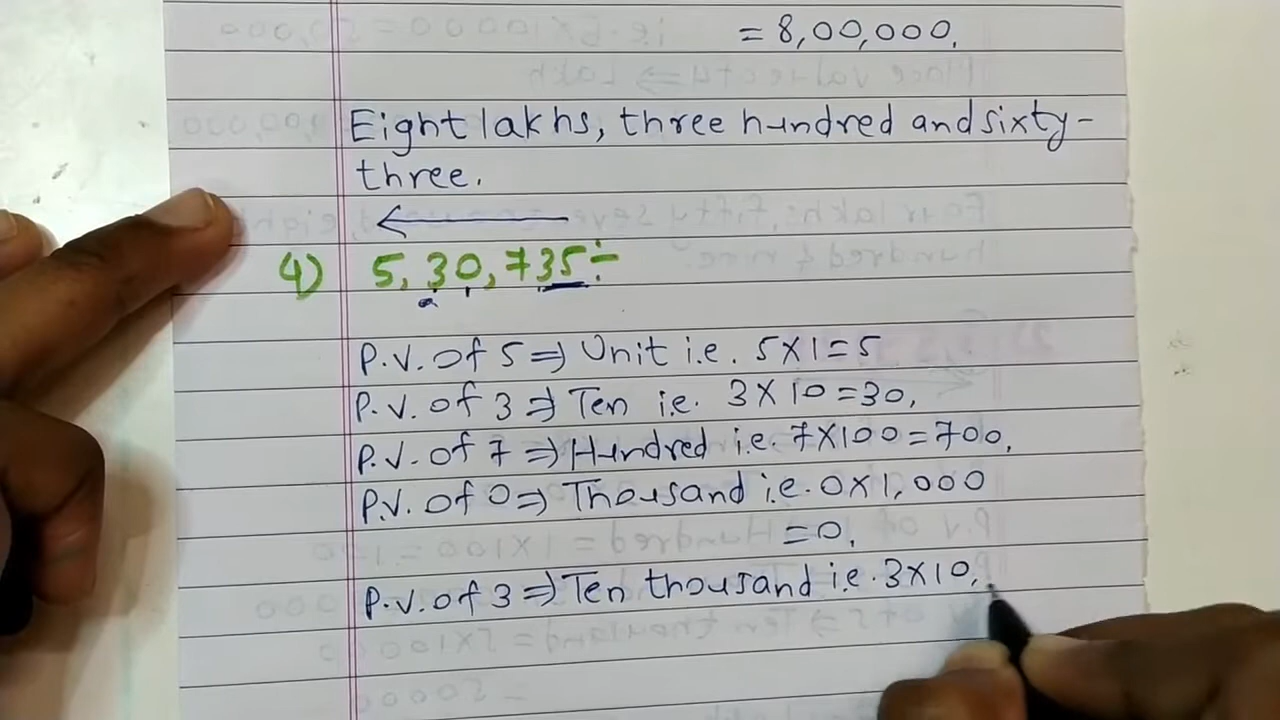 = 8,00,000.
Eight lakhs, three hundred and sixty-
three.
4) 5,30,735÷
P.V. of 5 ⇒ Unit i.e. 5×1=5
P.V. of 3 ⇒ Ten i.e. 3×10=30,
P.V. of 7 ⇒ Hundred i.e. 7×100=700,
P.V. of 0 ⇒ Thousand i.e. 0×1,000
=0,
P.V. of 3 ⇒ Ten thousand i.e. 3×10,